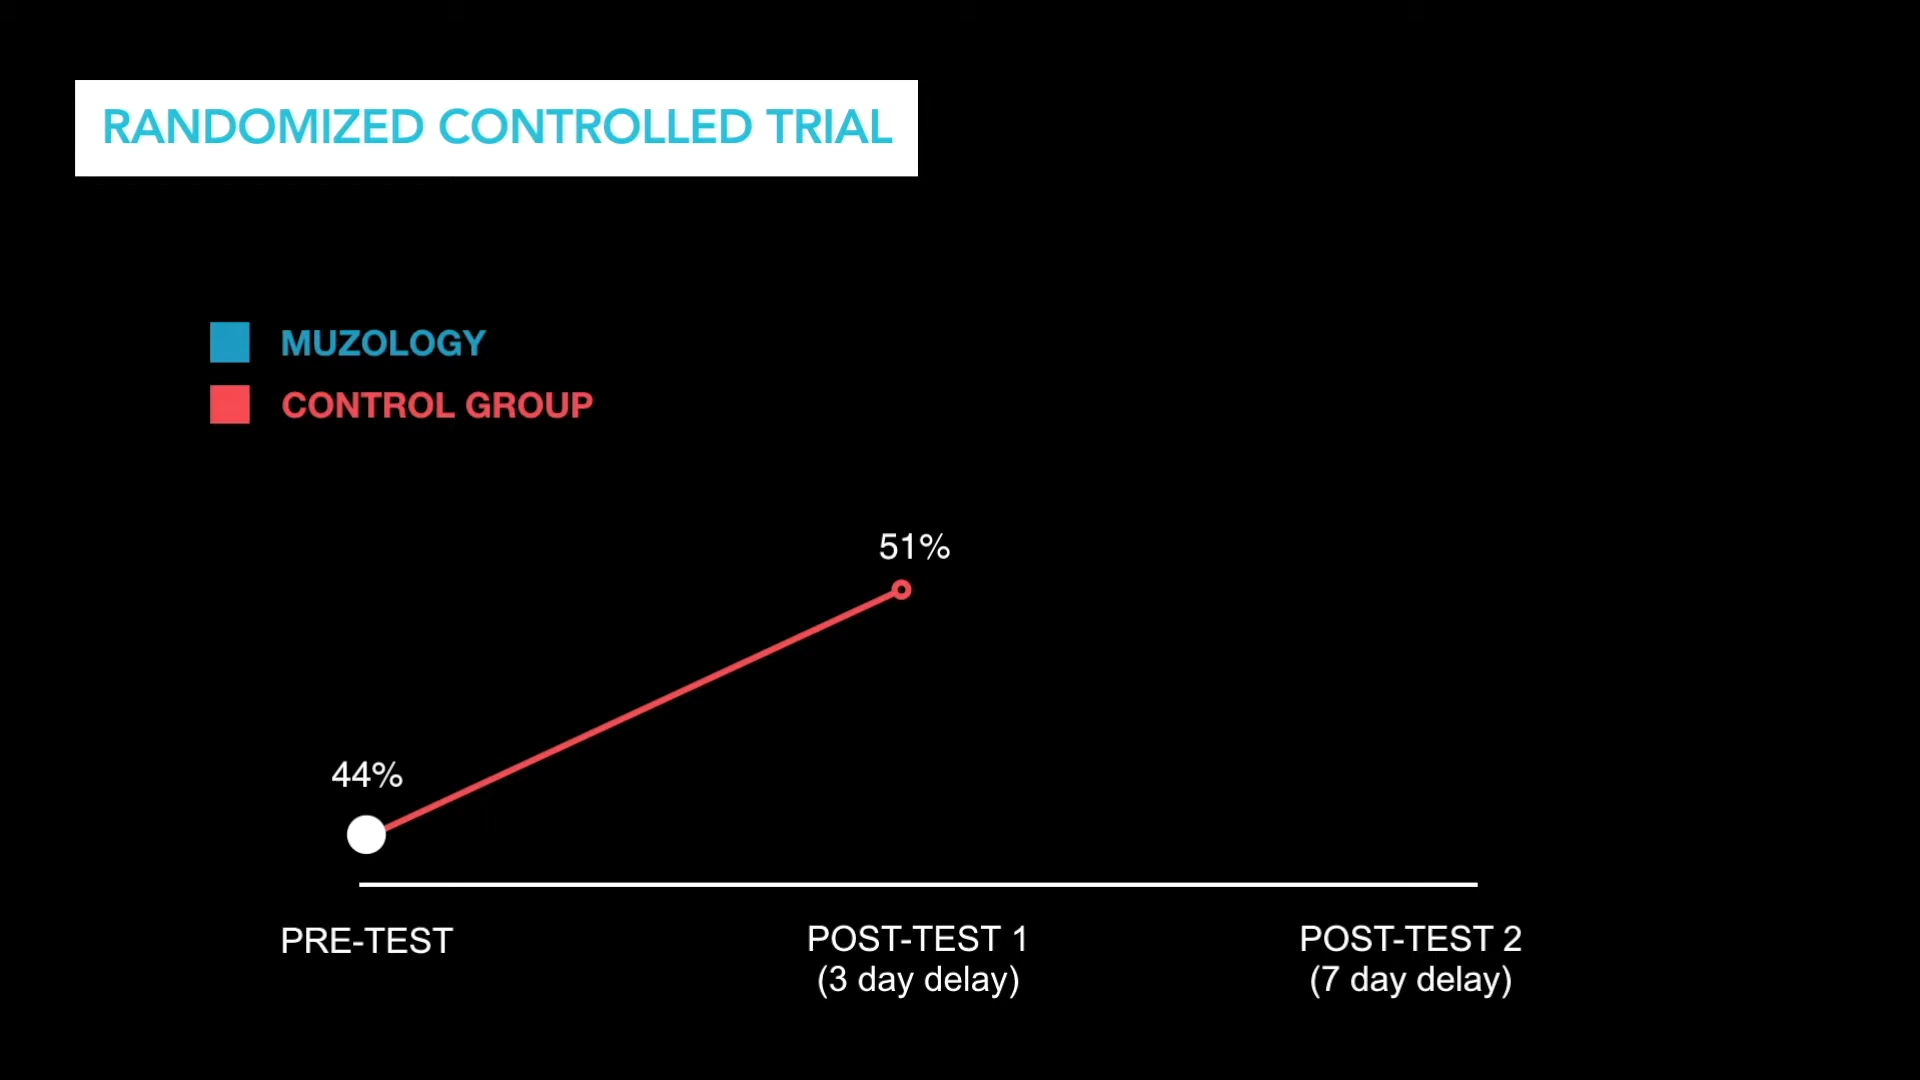 RANDOMIZED CONTROLLED TRIAL
MUZOLOGY
CONTROL GROUP
51%
44%
PRE-TEST
POST-TEST 1
(3 day delay)
POST-TEST 2
(7 day delay)